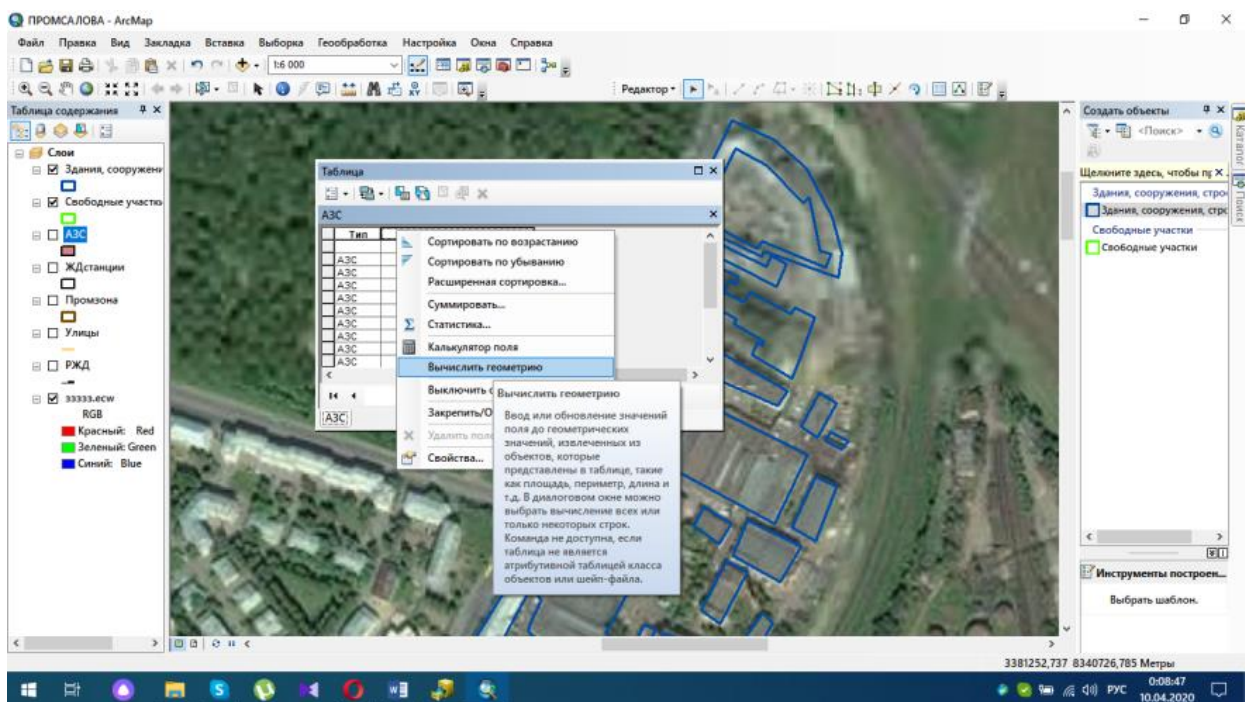 ПРОМСАЛОВА - ArcMap
Файл Правка Вид Закладка Вставка Выборка Геообработка Настройка Окна Справка
1:6 000
Редактор
Таблица содержания
Слои
Здания, сооружени
Свободные участки
АЗС
ЖДстанции
Промзона
Улицы
РЖД
33333.ecw
RGB
Красный: Red
Зеленый: Green
Синий: Blue
Таблица
АЗС
Тип
АЗС
АЗС
АЗС
АЗС
АЗС
АЗС
АЗС
АЗС
АЗС
(АЗС)
Сортировать по возрастанию
Сортировать по убыванию
Расширенная сортировка...
Суммировать...
Статистика...
Калькулятор поля
Вычислить геометрию
Выключить
Закрепить/О
Удалить поле
Свойства...
Вычислить геометрию
Ввод или обновление значений
поля до геометрических
значений, извлеченных из
объектов, которые
представлены в таблице, такие
как площадь, периметр, длина и
т.д. В диалоговом окне можно
выбрать вычисление всех или
только некоторых строк.
Команда не доступна, если
таблица не является
атрибутивной таблицей класса
объектов или шейп-файла.
Создать объекты
<Поиск>
Щелкните здесь, чтобы
Здания, сооружения, стро
Здания, сооружения, стро
Свободные участки
Свободные участки
Инструменты построен...
Выбрать шаблон.
Каталог
Поиск
3381252,737 8340726,785 Метры
РУС
0:08:47
10.04.2020